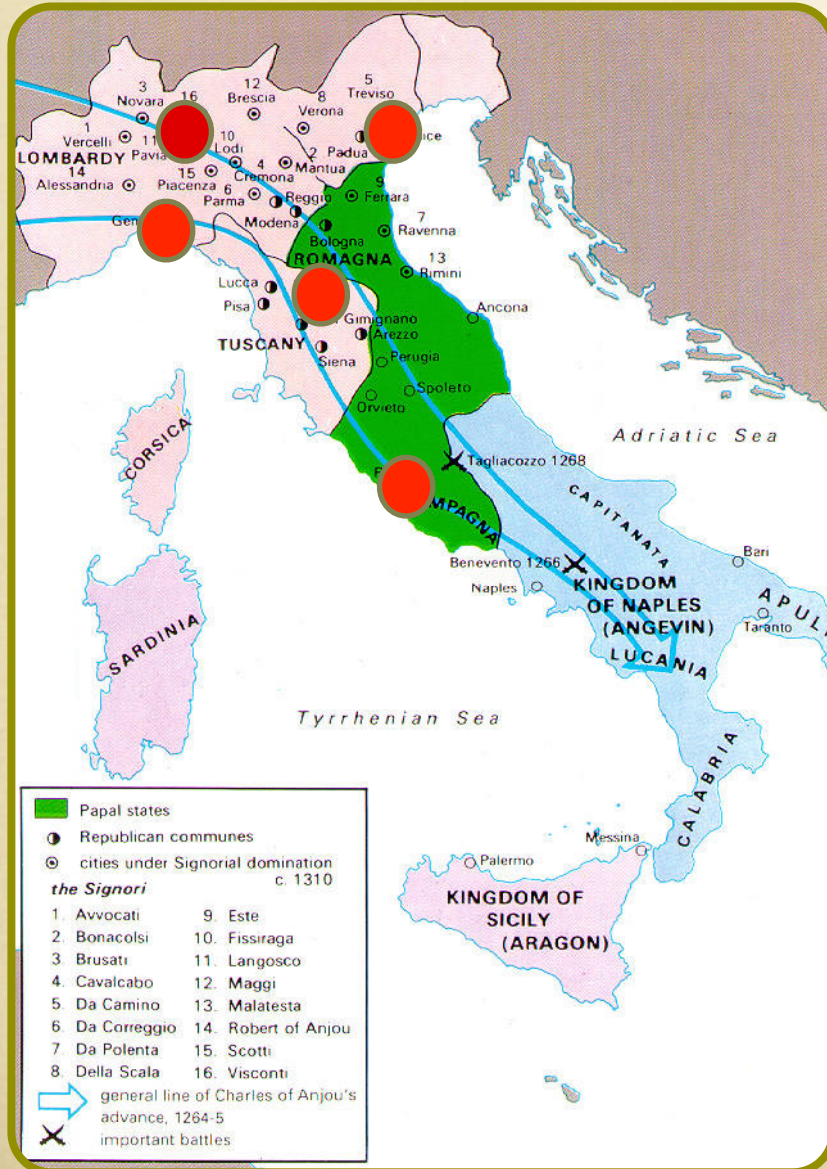 3
Novara
16
12
Brescia
8
Verona
5
Treviso
1
Vercelli
11
Pavia
10
Lodi
4
Cremona
2
Mantua
Padua
ice
LOMBARDY
14
Alessandria
15
Piacenza
6
Parma
Reggio
Modena
9
Ferrara
7
Ravenna
Gen
Bologna
ROMAGNA
13
Rimini
Lucca
Pisa
Gimignano
Arezzo
Ancona
TUSCANY
Siena
Perugia
Spoleto
Orvieto
CORSICA
Adriatic Sea
Tagliacozzo 1268
MPAGNA
CAPITANATA
Benevento 1266
Bari
Naples
KINGDOM
OF NAPLES
(ANGEVIN)
APUL
Taranto
LUCANIA
SARDINIA
Tyrrhenian Sea
CALABRIA
Messina
Palermo
KINGDOM OF
SICILY
(ARAGON)
Papal states
Republican communes
cities under Signorial domination
c. 1310
the Signori
1. Avvocati
2. Bonacolsi
3. Brusati
4. Cavalcabo
5. Da Camino
6. Da Correggio
7. Da Polenta
8. Della Scala
9. Este
10. Fissiraga
11. Langosco
12. Maggi
13. Malatesta
14. Robert of Anjou
15. Scotti
16. Visconti
general line of Charles of Anjou's
advance, 1264-5
important battles